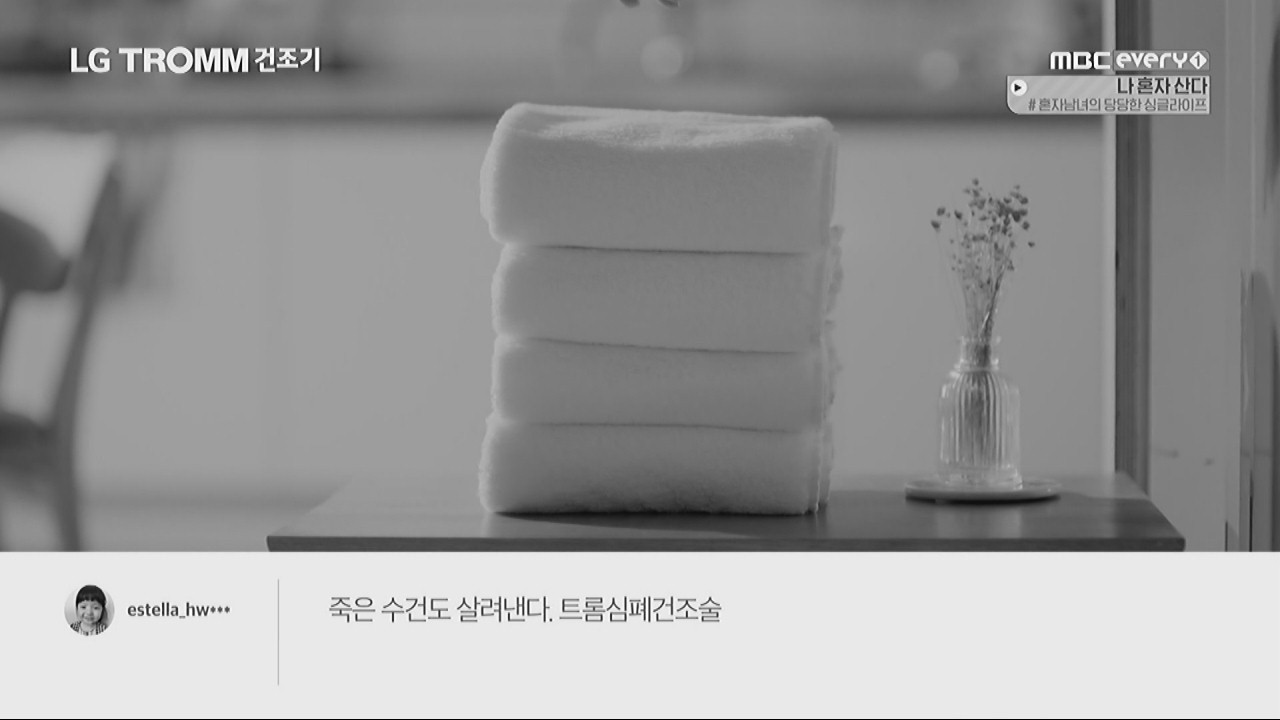 LG TROMM 건조기
MBC every1
나 혼자 산다
# 혼자남녀의 당당한 싱글라이프
estella_hw***
죽은 수건도 살려낸다. 트롬심폐건조술